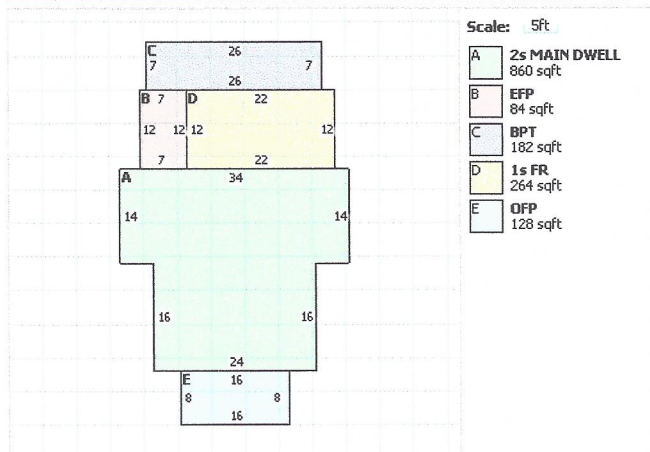 Scale: 5ft
A 2s MAIN DWELL
860 sqft
B EFP
84 sqft
C BPT
182 sqft
D 1s FR
264 sqft
E OFP
128 sqft
C 26
7 7
26
B 7 D 22
12 12 12 12
7 22
A 34
14 14
16 16
24
E 16
8 8
16